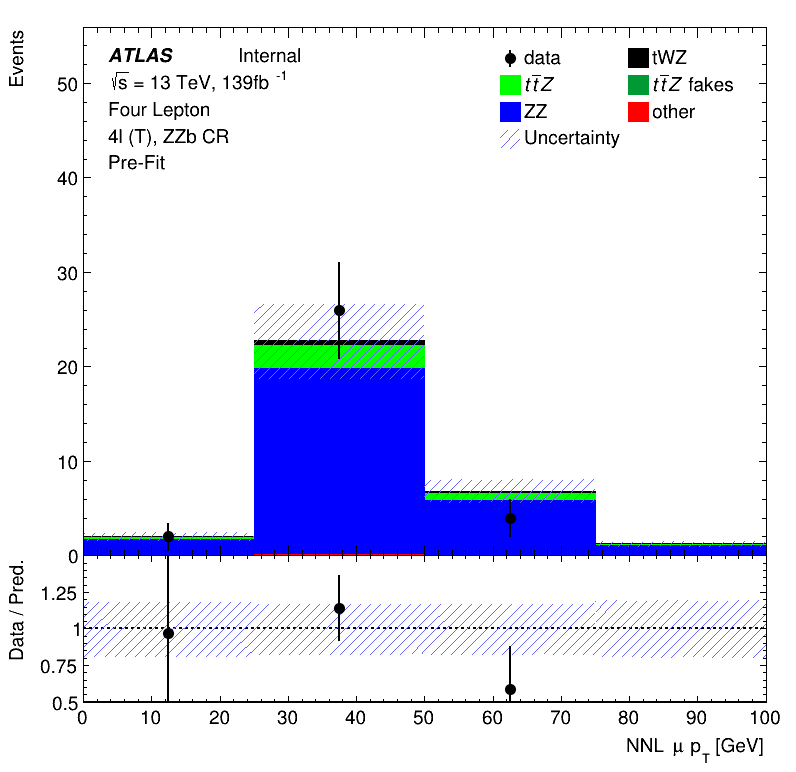 Events
50
40
30
20
10
0
ATLAS Internal
√s = 13 TeV, 139fb -1
Four Lepton
4l (T), ZZb CR
Pre-Fit
data
tt̄Z
ZZ
Uncertainty
tWZ
tt̄Z fakes
other
Data / Pred.
1.25
1
0.75
0.5
0 10 20 30 40 50 60 70 80 90 100
NNL μ pT [GeV]